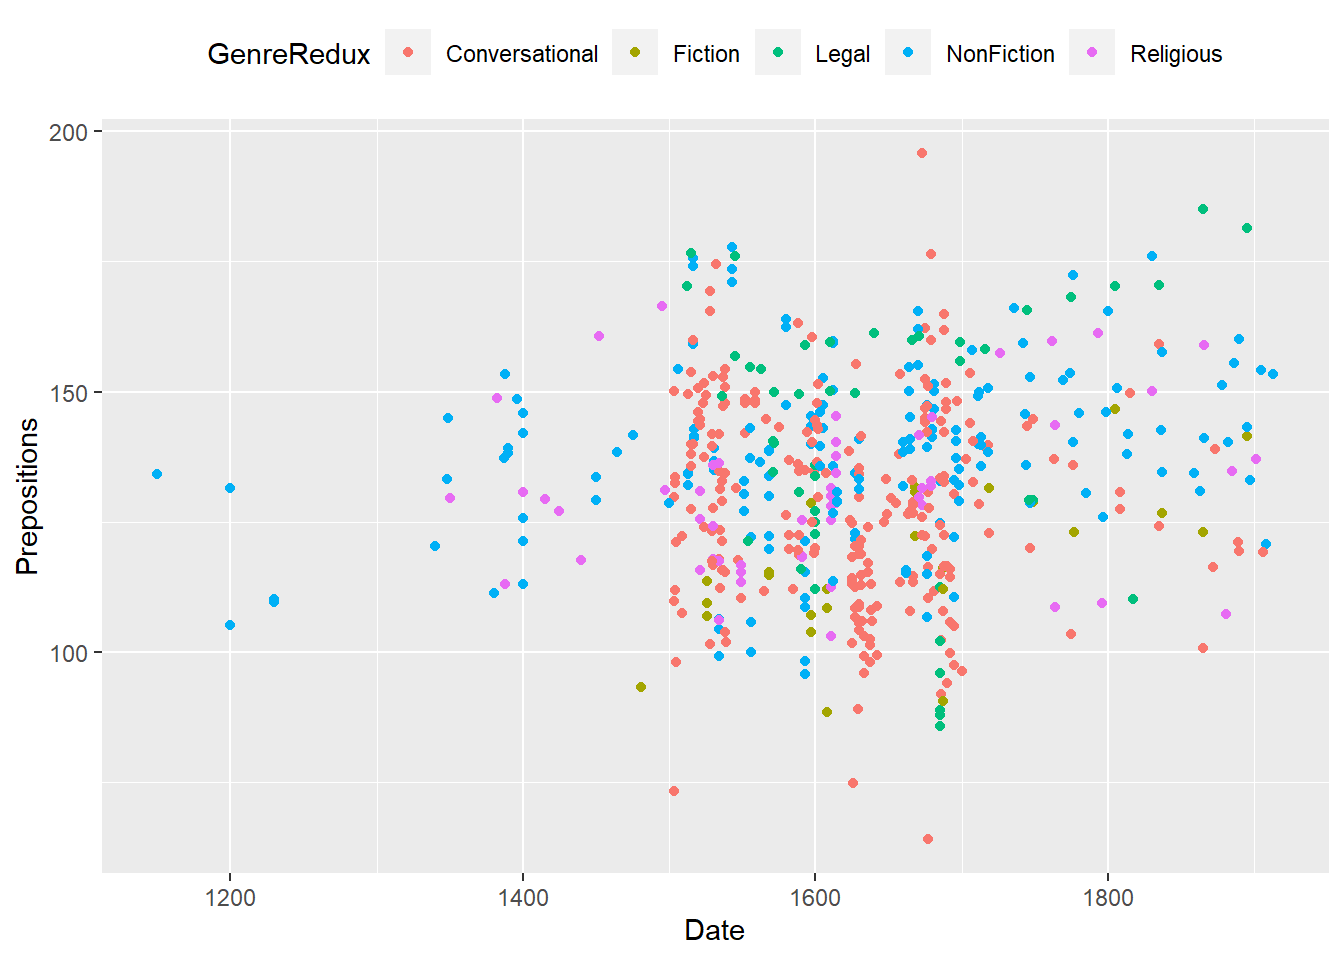 GenreRedux Conversational Fiction Legal NonFiction Religious
200
150
100
Prepositions
1200 1400 1600 1800
Date